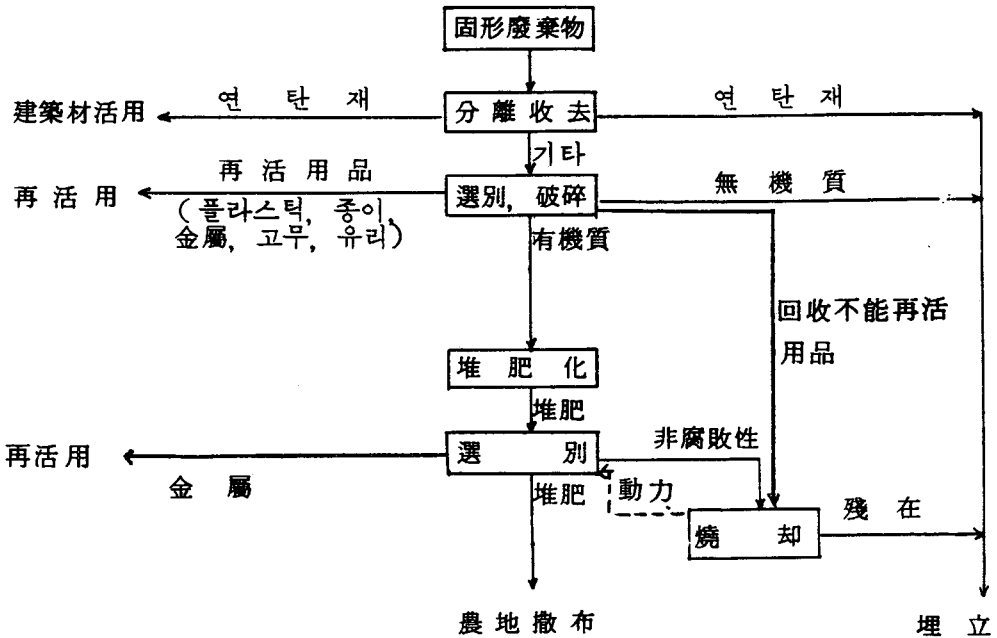 固形廢棄物
建築材活用
연 탄 재
分離收去
연 탄 재
기타
再活用
再活用品
(플라스틱, 종이,
金屬, 고무, 유리)
選別, 破碎
無機質
有機質
回收不能再活
用品
堆肥化
堆肥
再活用
金屬
選別
非腐敗性
堆肥
動力
燒却
殘在
農地撒布
埋立